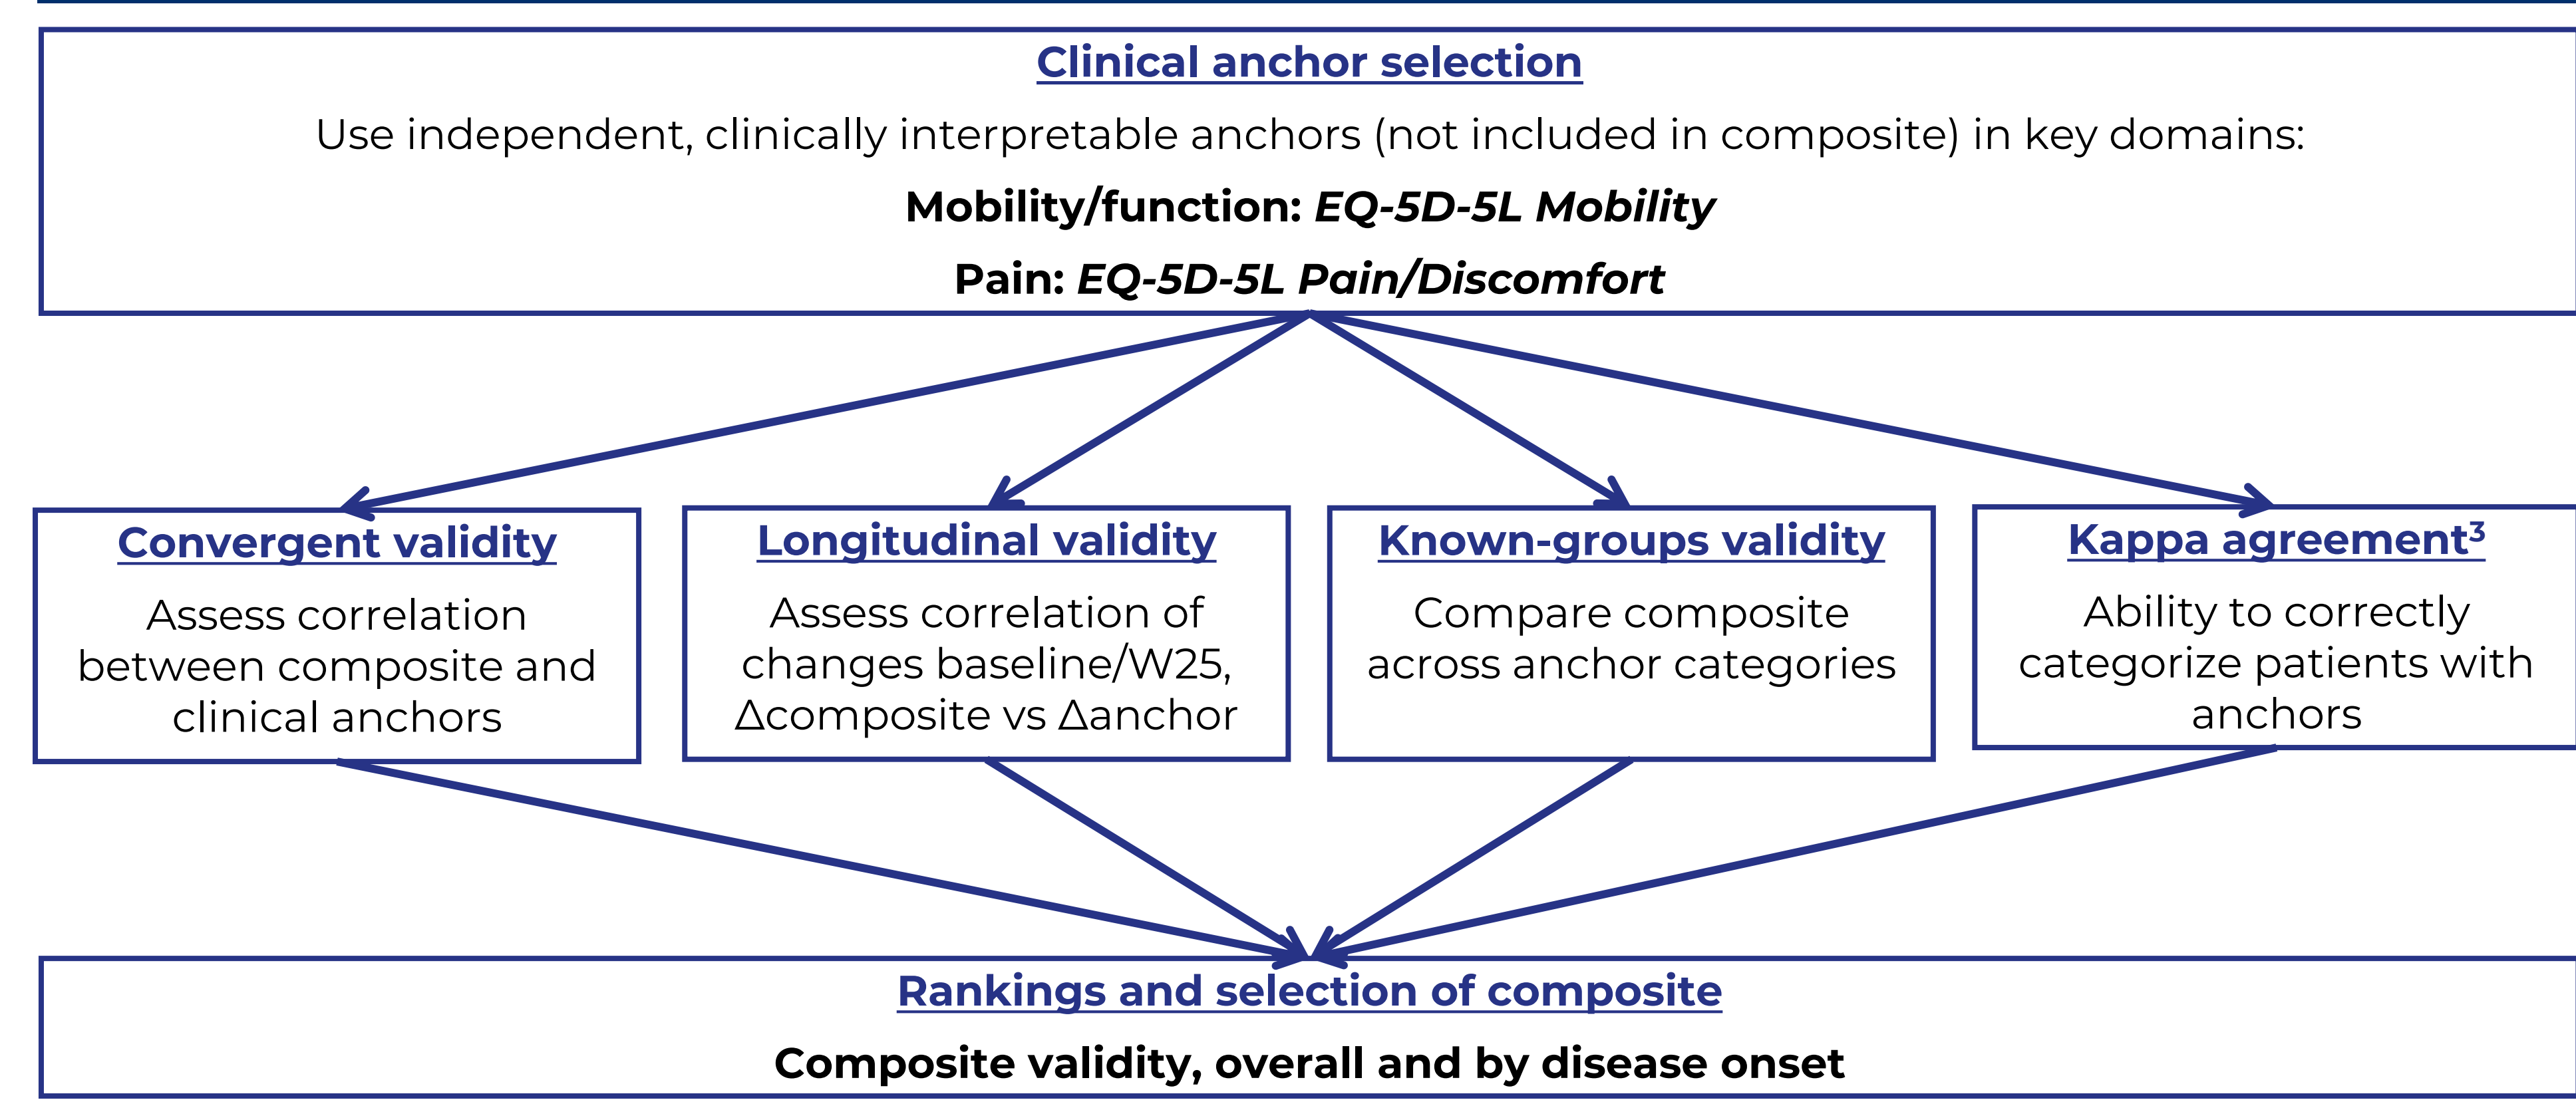 Clinical anchor selection
Use independent, clinically interpretable anchors (not included in composite) in key domains:
Mobility/function: EQ-5D-5L Mobility
Pain: EQ-5D-5L Pain/Discomfort
Convergent validity
Assess correlation
between composite and
clinical anchors
Longitudinal validity
Assess correlation of
changes baseline/W25,
Δcomposite vs Δanchor
Known-groups validity
Compare composite
across anchor categories
Kappa agreement³
Ability to correctly
categorize patients with
anchors
Rankings and selection of composite
Composite validity, overall and by disease onset